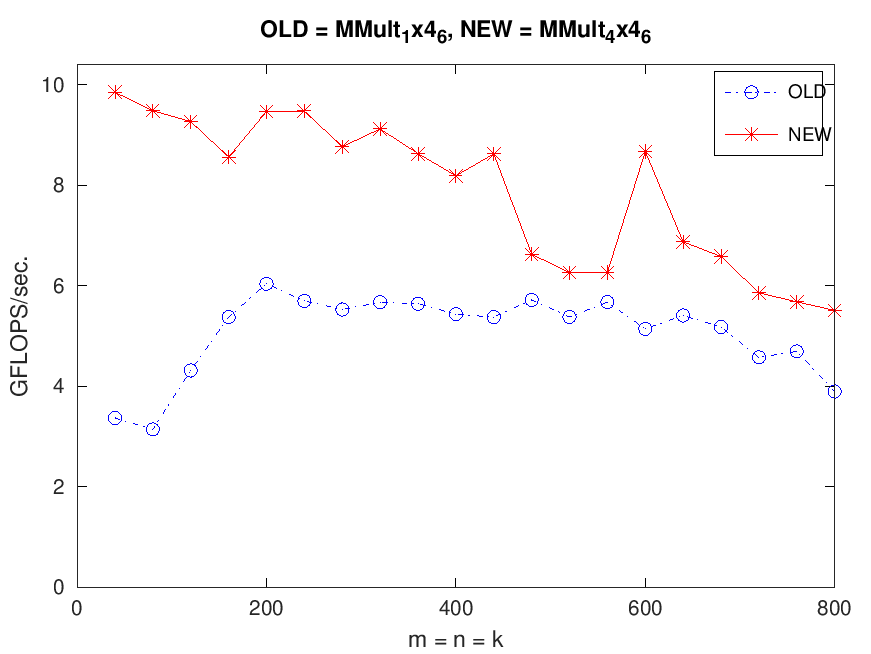 OLD = MMult₁x4₆, NEW = MMult₄x4₆
OLD
NEW
10
8
6
4
2
0
GFLOPS/sec.
0 200 400 600 800
m = n = k